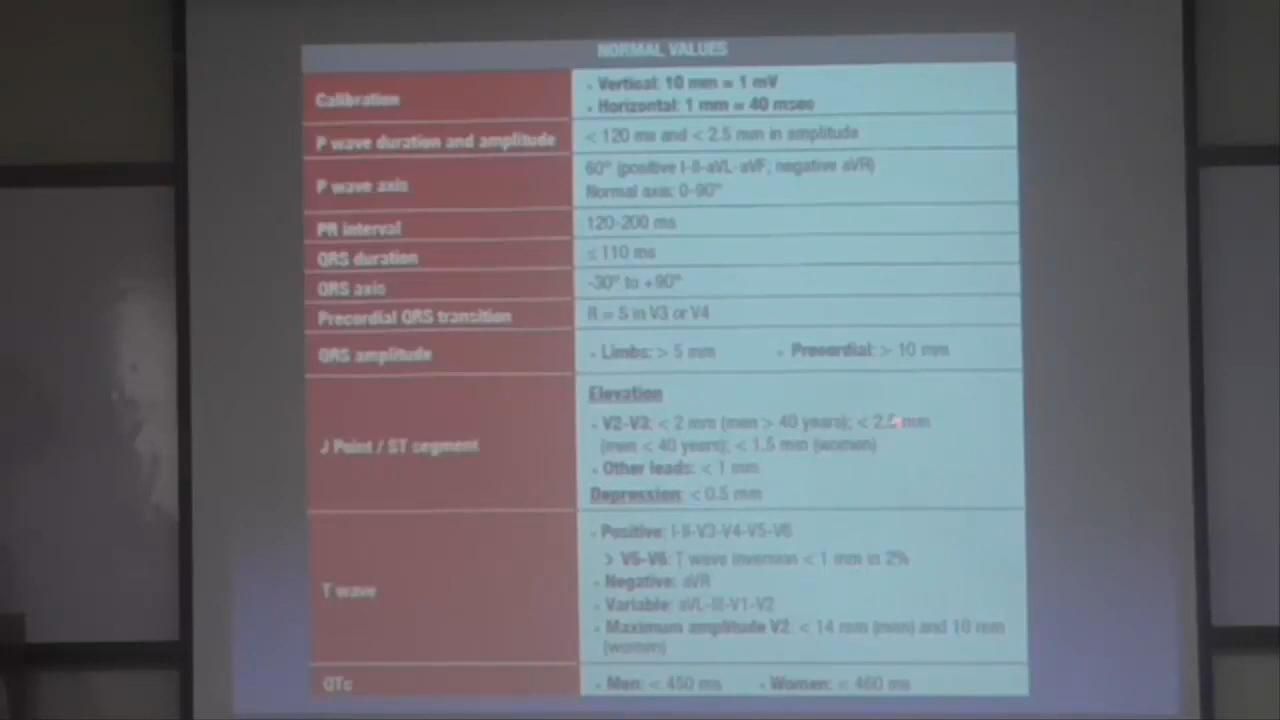 NORMAL VALUES
Calibration
• Vertical: 10 mm = 1 mV
• Horizontal: 1 mm = 40 msec
P wave duration and amplitude
< 120 ms and < 2.5 mm in amplitude
P wave axis
60° (positive I-II-aVL-aVF; negative aVR)
Normal axis: 0-90°
PR interval
120-200 ms
QRS duration
≤ 110 ms
QRS axis
-30° to +90°
Precordial QRS transition
R = S in V3 or V4
QRS amplitude
• Limbs: > 5 mm • Precordial: > 10 mm
J Point / ST segment
Elevation
• V2-V3: < 2 mm (men > 40 years); < 2.5 mm
(men < 40 years); < 1.5 mm (women)
• Other leads: < 1 mm
Depression: < 0.5 mm
T wave
• Positive: I-II-V3-V4-V5-V6
> V5-V6: T wave inversion < 1 mm in 2%
• Negative: aVR
• Variable: aVL-III-V1-V2
• Maximum amplitude V2: < 14 mm (men) and 10 mm
(women)
QTc
• Men: < 450 ms • Women: < 460 ms